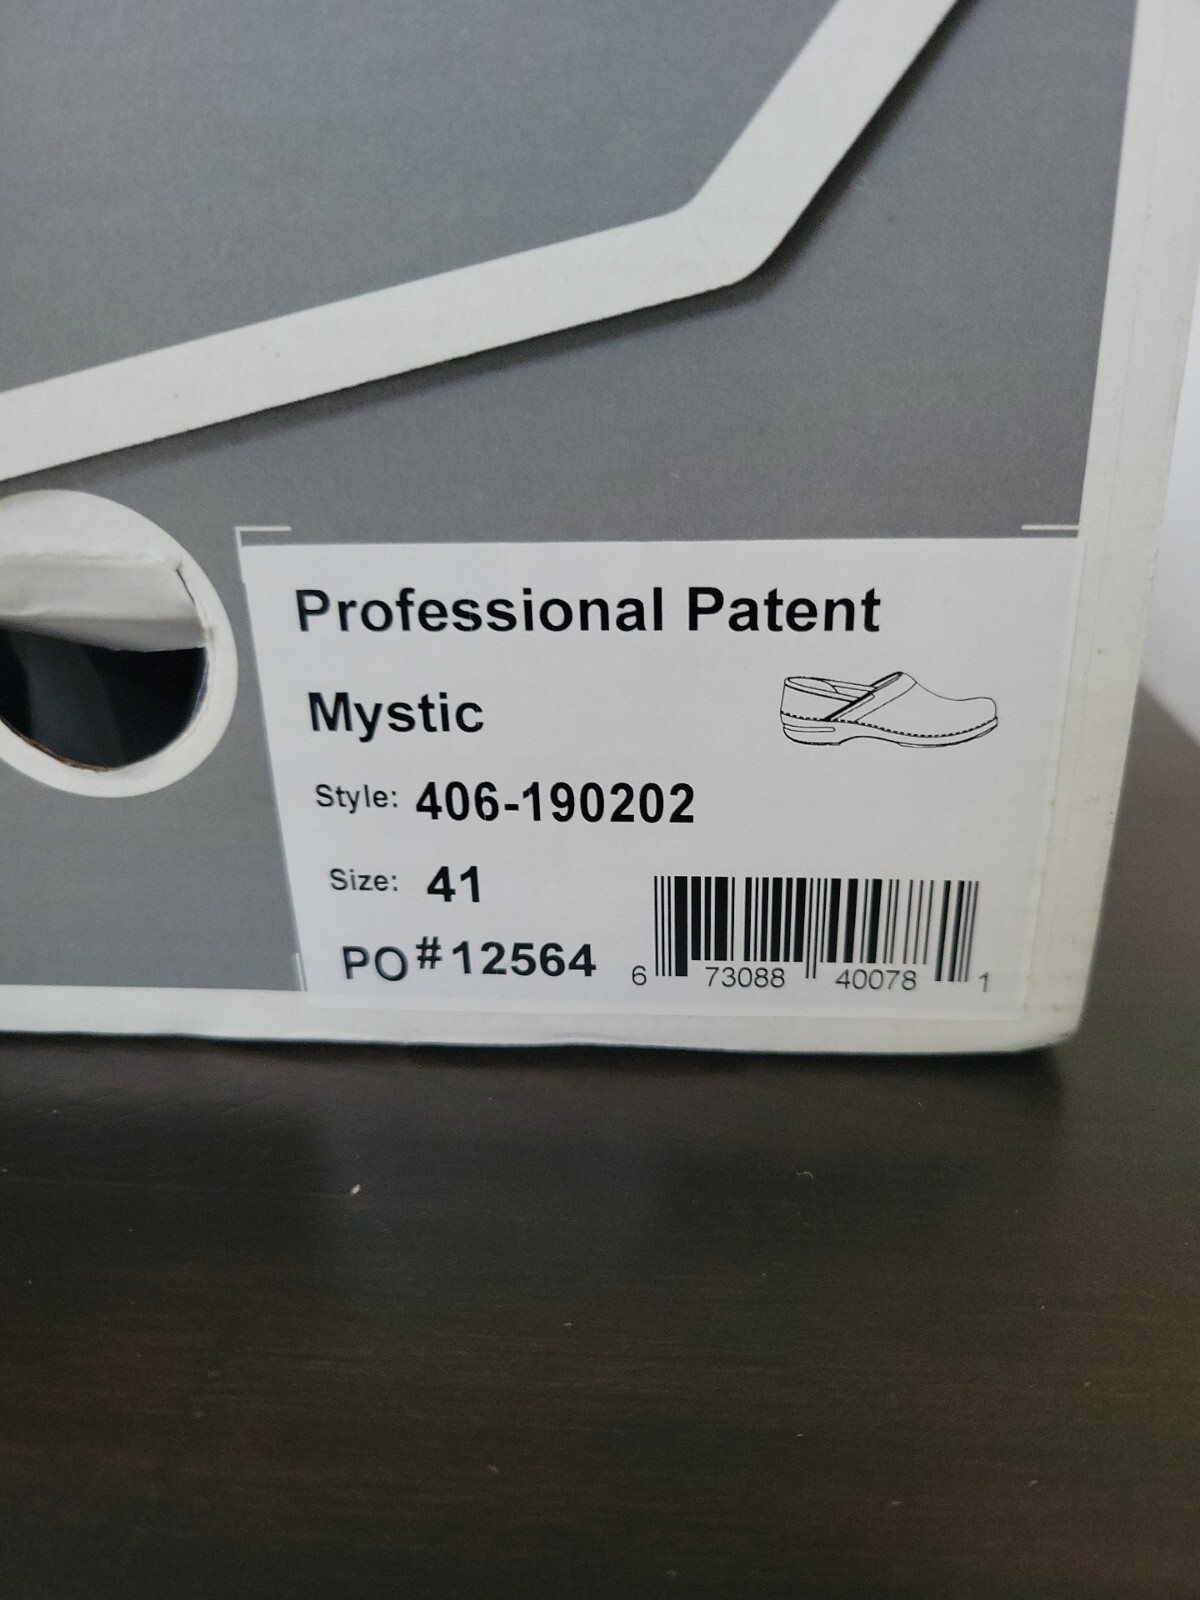 Professional Patent
Mystic
Style: 406-190202
Size: 41
PO#12564
6 73088 40078 1